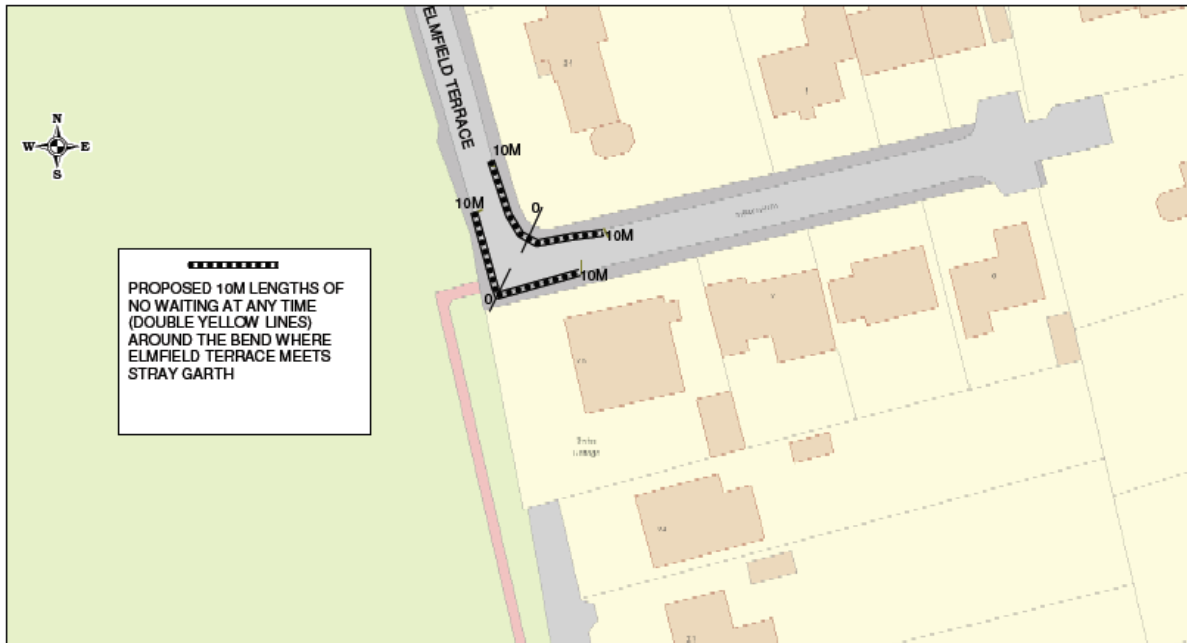 ELMFIELD TERRACE
N
W E
S
10M
10M
0
10M
10M
0
PROPOSED 10M LENGTHS OF
NO WAITING AT ANY TIME
(DOUBLE YELLOW LINES)
AROUND THE BEND WHERE
ELMFIELD TERRACE MEETS
STRAY GARTH